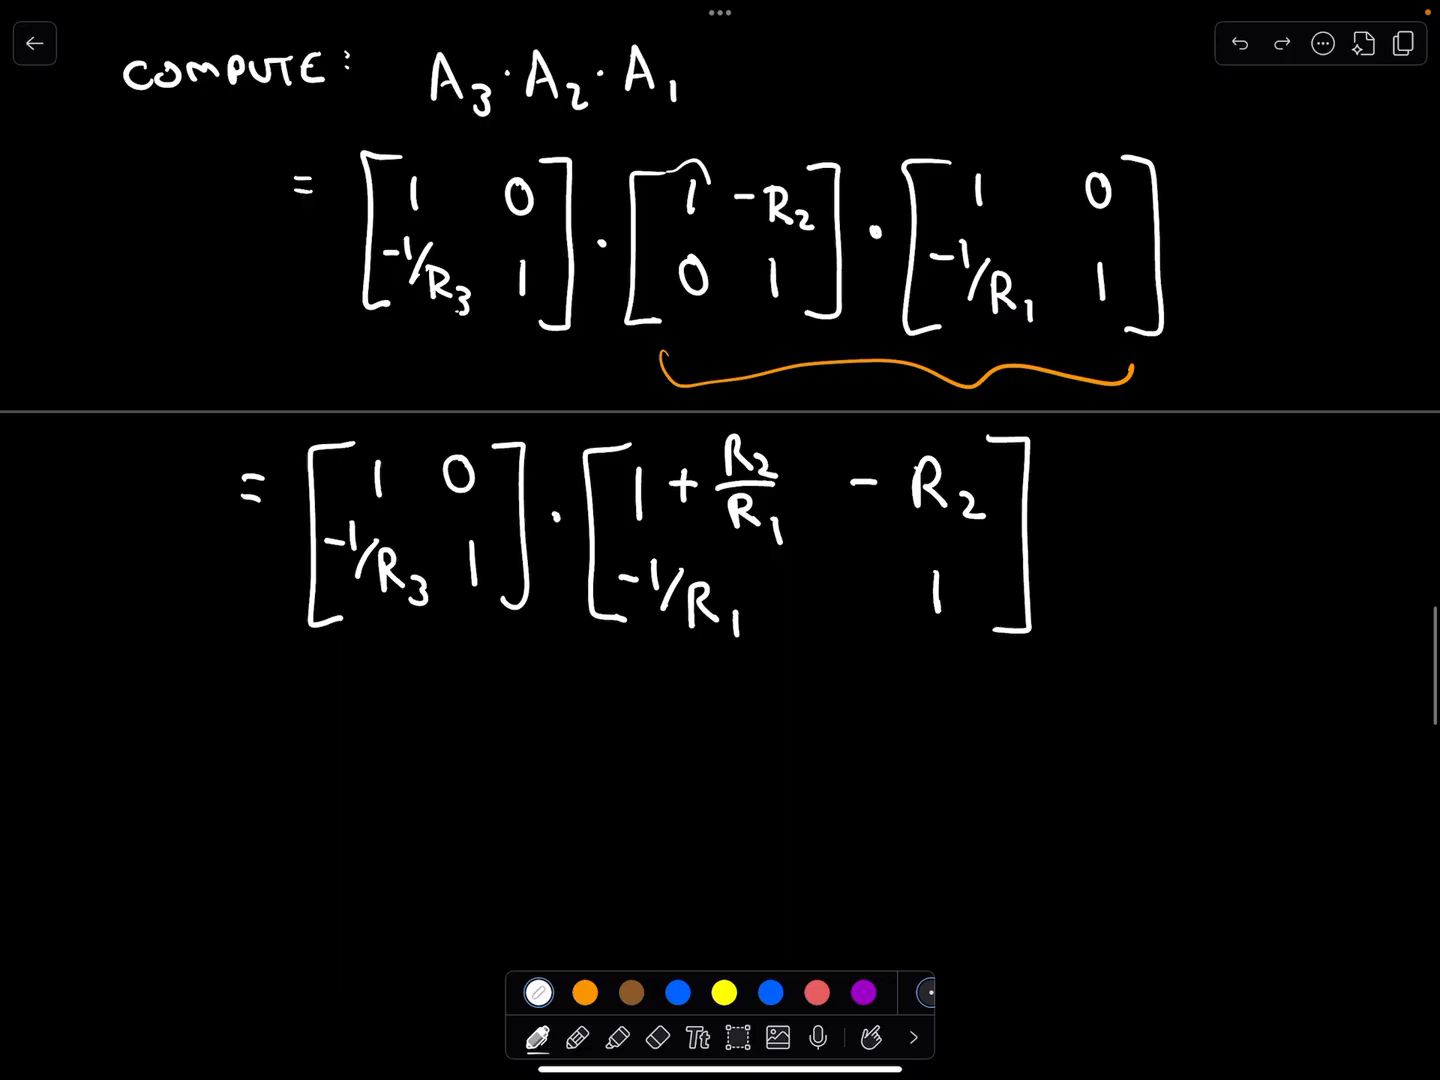 COMPUTE: A3 · A2 · A1
= [ 1 0 ] · [ 1 -R2 ] · [ 1 0 ]
[ -1/R3 1 ] [ 0 1 ] [ -1/R1 1 ]
= [ 1 0 ] · [ 1 + R2/R1 - R2 ]
[ -1/R3 1 ] [ -1/R1 1 ]
Tt